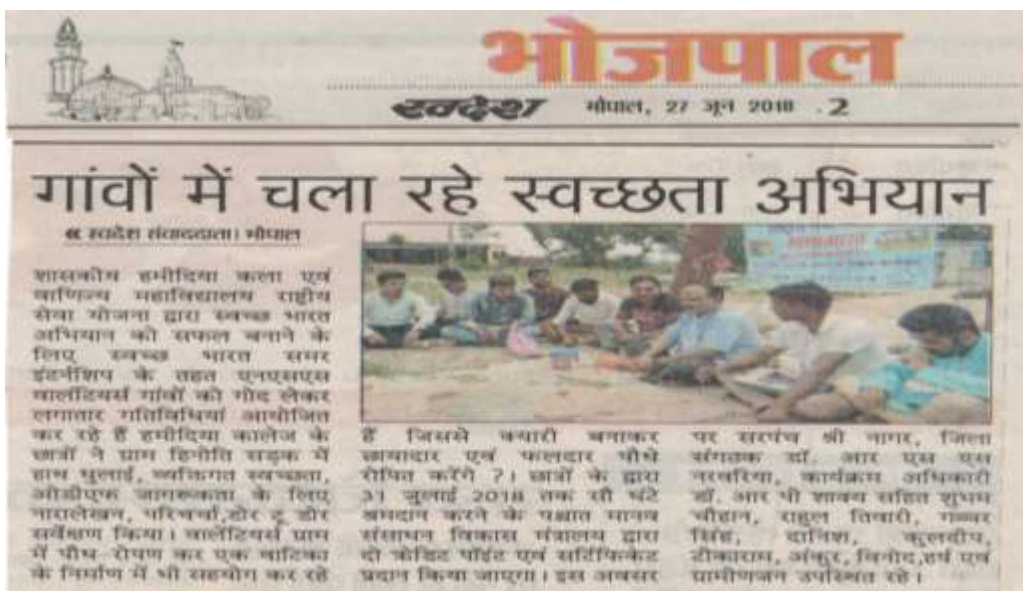 भोजपाल
स्वदेश भोपाल, 27 जून 2018 . 2
गांवों में चला रहे स्वच्छता अभियान
« स्वदेश संवाददाता। भोपाल
शासकीय हमीदिया कला एवं
वाणिज्य महाविद्यालय राष्ट्रीय
सेवा योजना द्वारा स्वच्छ भारत
अभियान को सफल बनाने के
लिए स्वच्छ भारत समर
इंटर्नशिप के तहत एनएसएस
वालंटियर्स गांवों को गोद लेकर
लगातार गतिविधियां आयोजित
कर रहे हैं हमीदिया कालेज के
छात्रों ने ग्राम हिनोति सड़क में
हाथ धुलाई, व्यक्तिगत स्वच्छता,
ओडीएफ जागरूकता के लिए
नारालेखन, परिचर्चा,डोर टू डोर
सर्वेक्षण किया। वालेंटियर्स ग्राम
में पौध रोपण कर एक वाटिका
के निर्माण में भी सहयोग कर रहे
हैं जिससे क्यारी बनाकर
छायादार एवं फलदार पौधे
रोपित करेंगे ?। छात्रों के द्वारा
31 जुलाई 2018 तक सौ घंटे
श्रमदान करने के पश्चात मानव
संसाधन विकास मंत्रालय द्वारा
दो क्रेडिट पॉइंट एवं सर्टिफिकेट
प्रदान किया जाएगा। इस अवसर
पर सरपंच श्री नागर, जिला
संगठक डॉ. आर एस एस
नरवरिया, कार्यक्रम अधिकारी
डॉ. आर पी शाक्य सहित शुभम
चौहान, राहुल तिवारी, गब्बर
सिंह, दानिश, कुलदीप,
टीकाराम, अंकुर, विनोद,हर्ष एवं
ग्रामीणजन उपस्थित रहे।